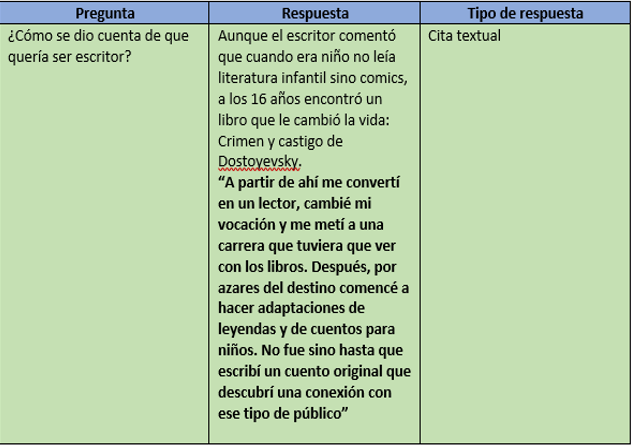 Pregunta
Respuesta
Tipo de respuesta
¿Cómo se dio cuenta de que
quería ser escritor?
Aunque el escritor comentó
que cuando era niño no leía
literatura infantil sino comics,
a los 16 años encontró un
libro que le cambió la vida:
Crimen y castigo de
Dostoyevsky.
“A partir de ahí me convertí
en un lector, cambié mi
vocación y me metí a una
carrera que tuviera que ver
con los libros. Después, por
azares del destino comencé a
hacer adaptaciones de
leyendas y de cuentos para
niños. No fue sino hasta que
escribí un cuento original que
descubrí una conexión con
ese tipo de público”
Cita textual